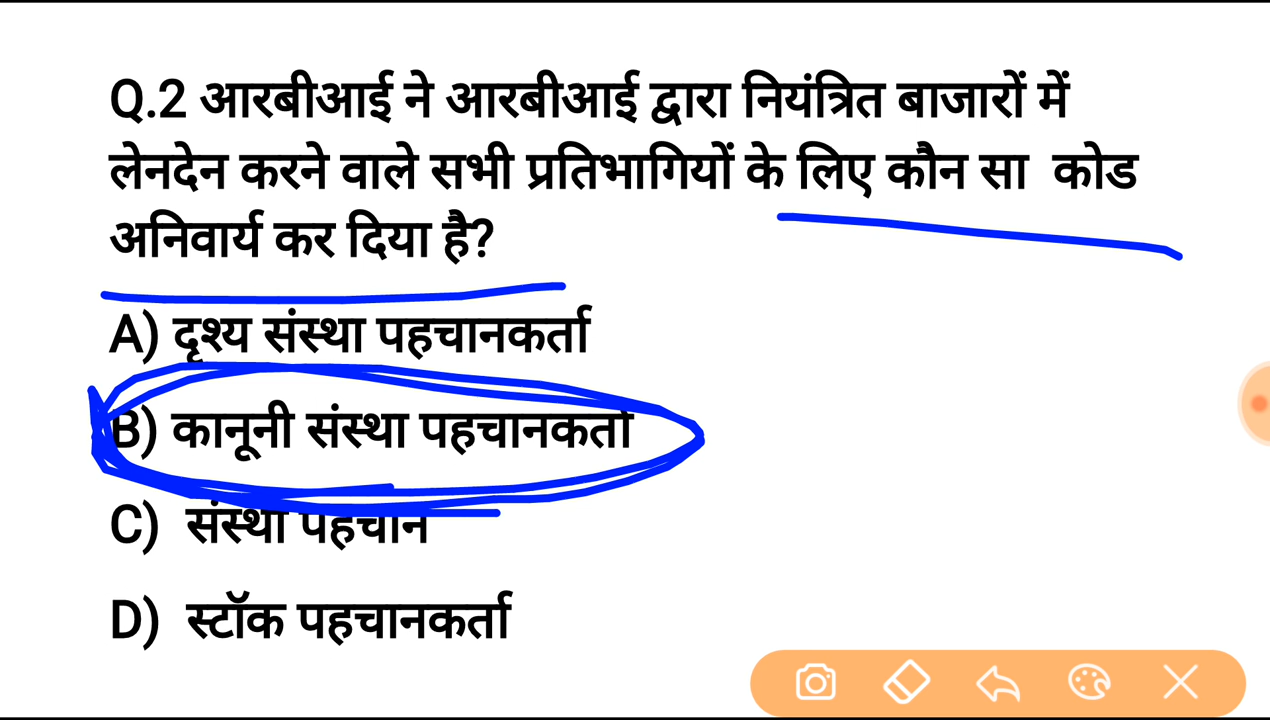 Q.2 आरबीआई ने आरबीआई द्वारा नियंत्रित बाजारों में
लेनदेन करने वाले सभी प्रतिभागियों के लिए कौन सा कोड
अनिवार्य कर दिया है?
A) दृश्य संस्था पहचानकर्ता
B) कानूनी संस्था पहचानकर्ता
C) संस्था पहचान
D) स्टॉक पहचानकर्ता